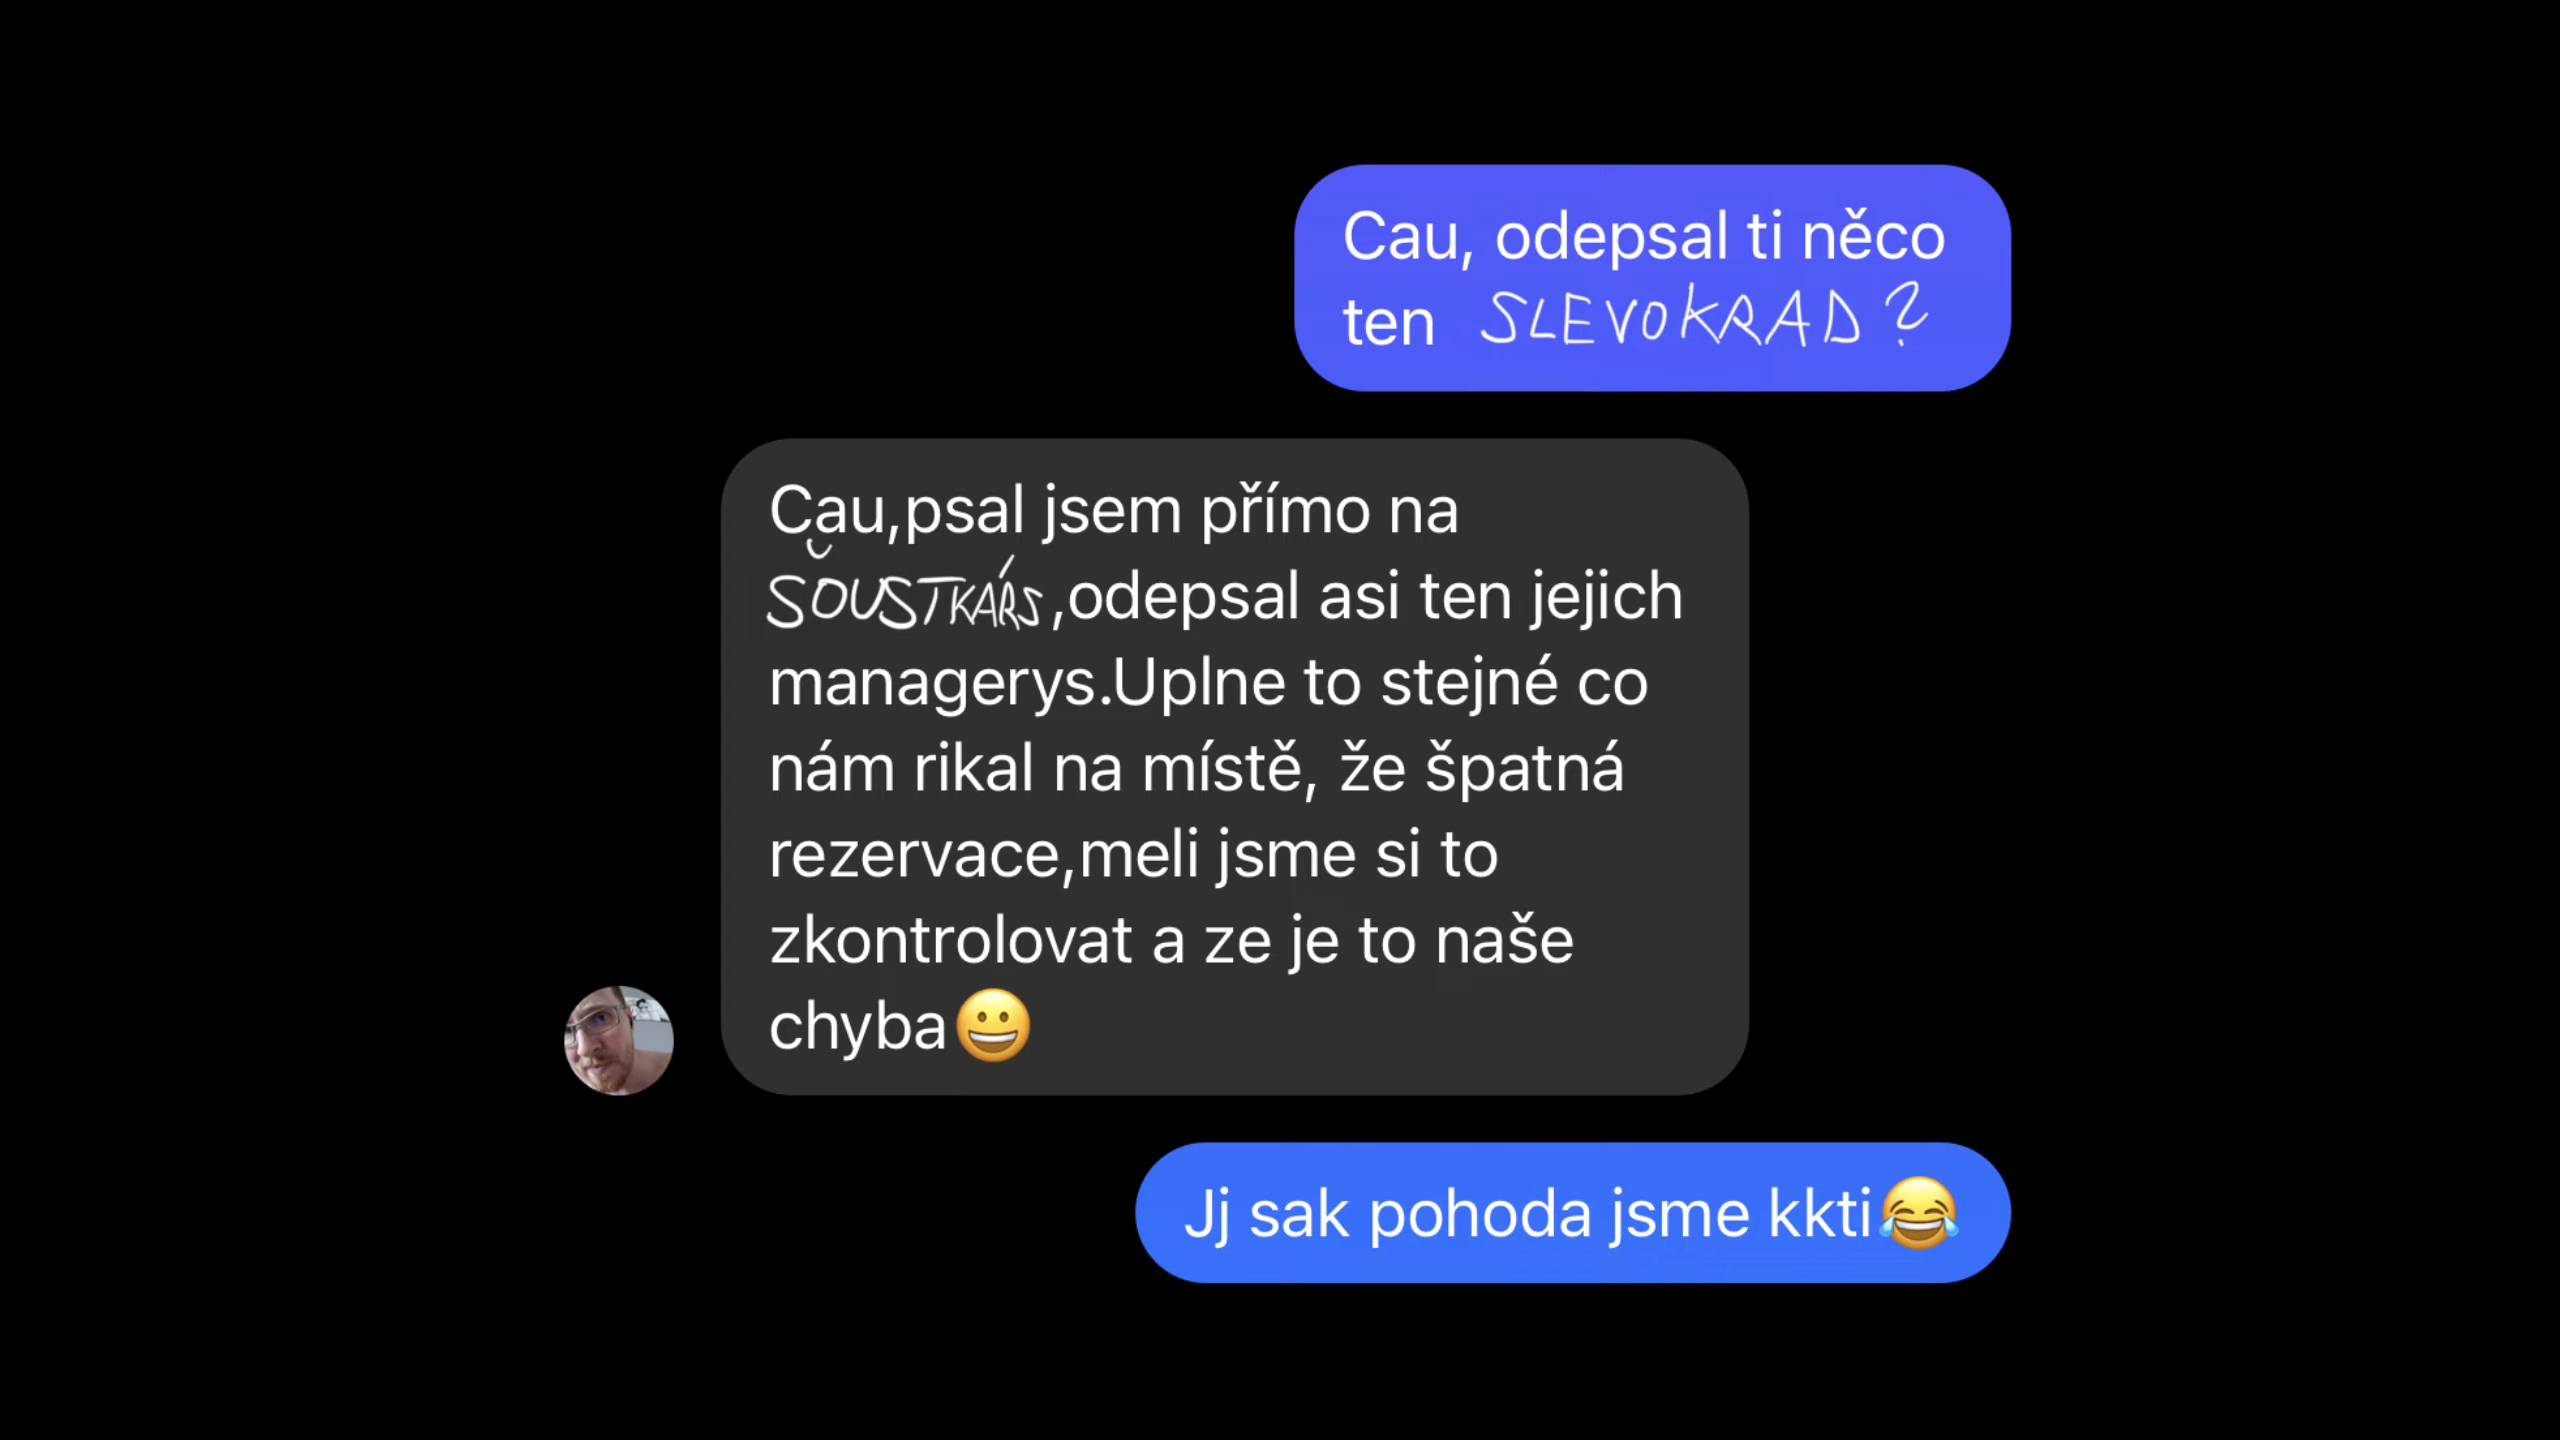 Cau, odepsal ti něco
ten SLEVOKRAD?
Cau,psal jsem přímo na
ŠOUSTKÁRS,odepsal asi ten jejich
managerys.Uplne to stejné co
nám rikal na místě, že špatná
rezervace,meli jsme si to
zkontrolovat a ze je to naše
chyba😀
Jj sak pohoda jsme kkti😂